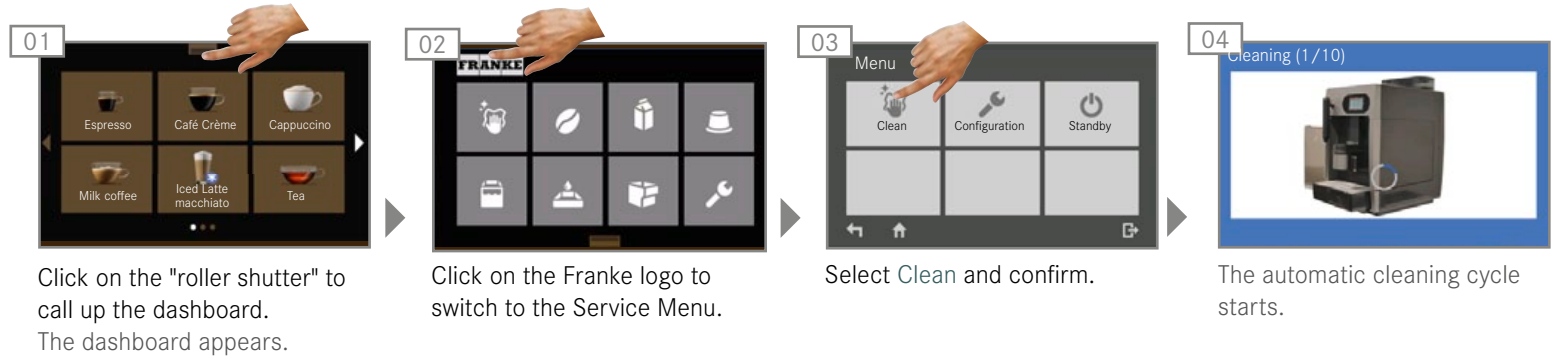 01
Espresso
Café Crème
Cappuccino
Milk coffee
Iced Latte
macchiato
Tea
Click on the "roller shutter" to
call up the dashboard.
The dashboard appears.
02
FRANKE
Click on the Franke logo to
switch to the Service Menu.
03
Menu
Clean
Configuration
Standby
Select Clean and confirm.
04
Cleaning (1/10)
The automatic cleaning cycle
starts.